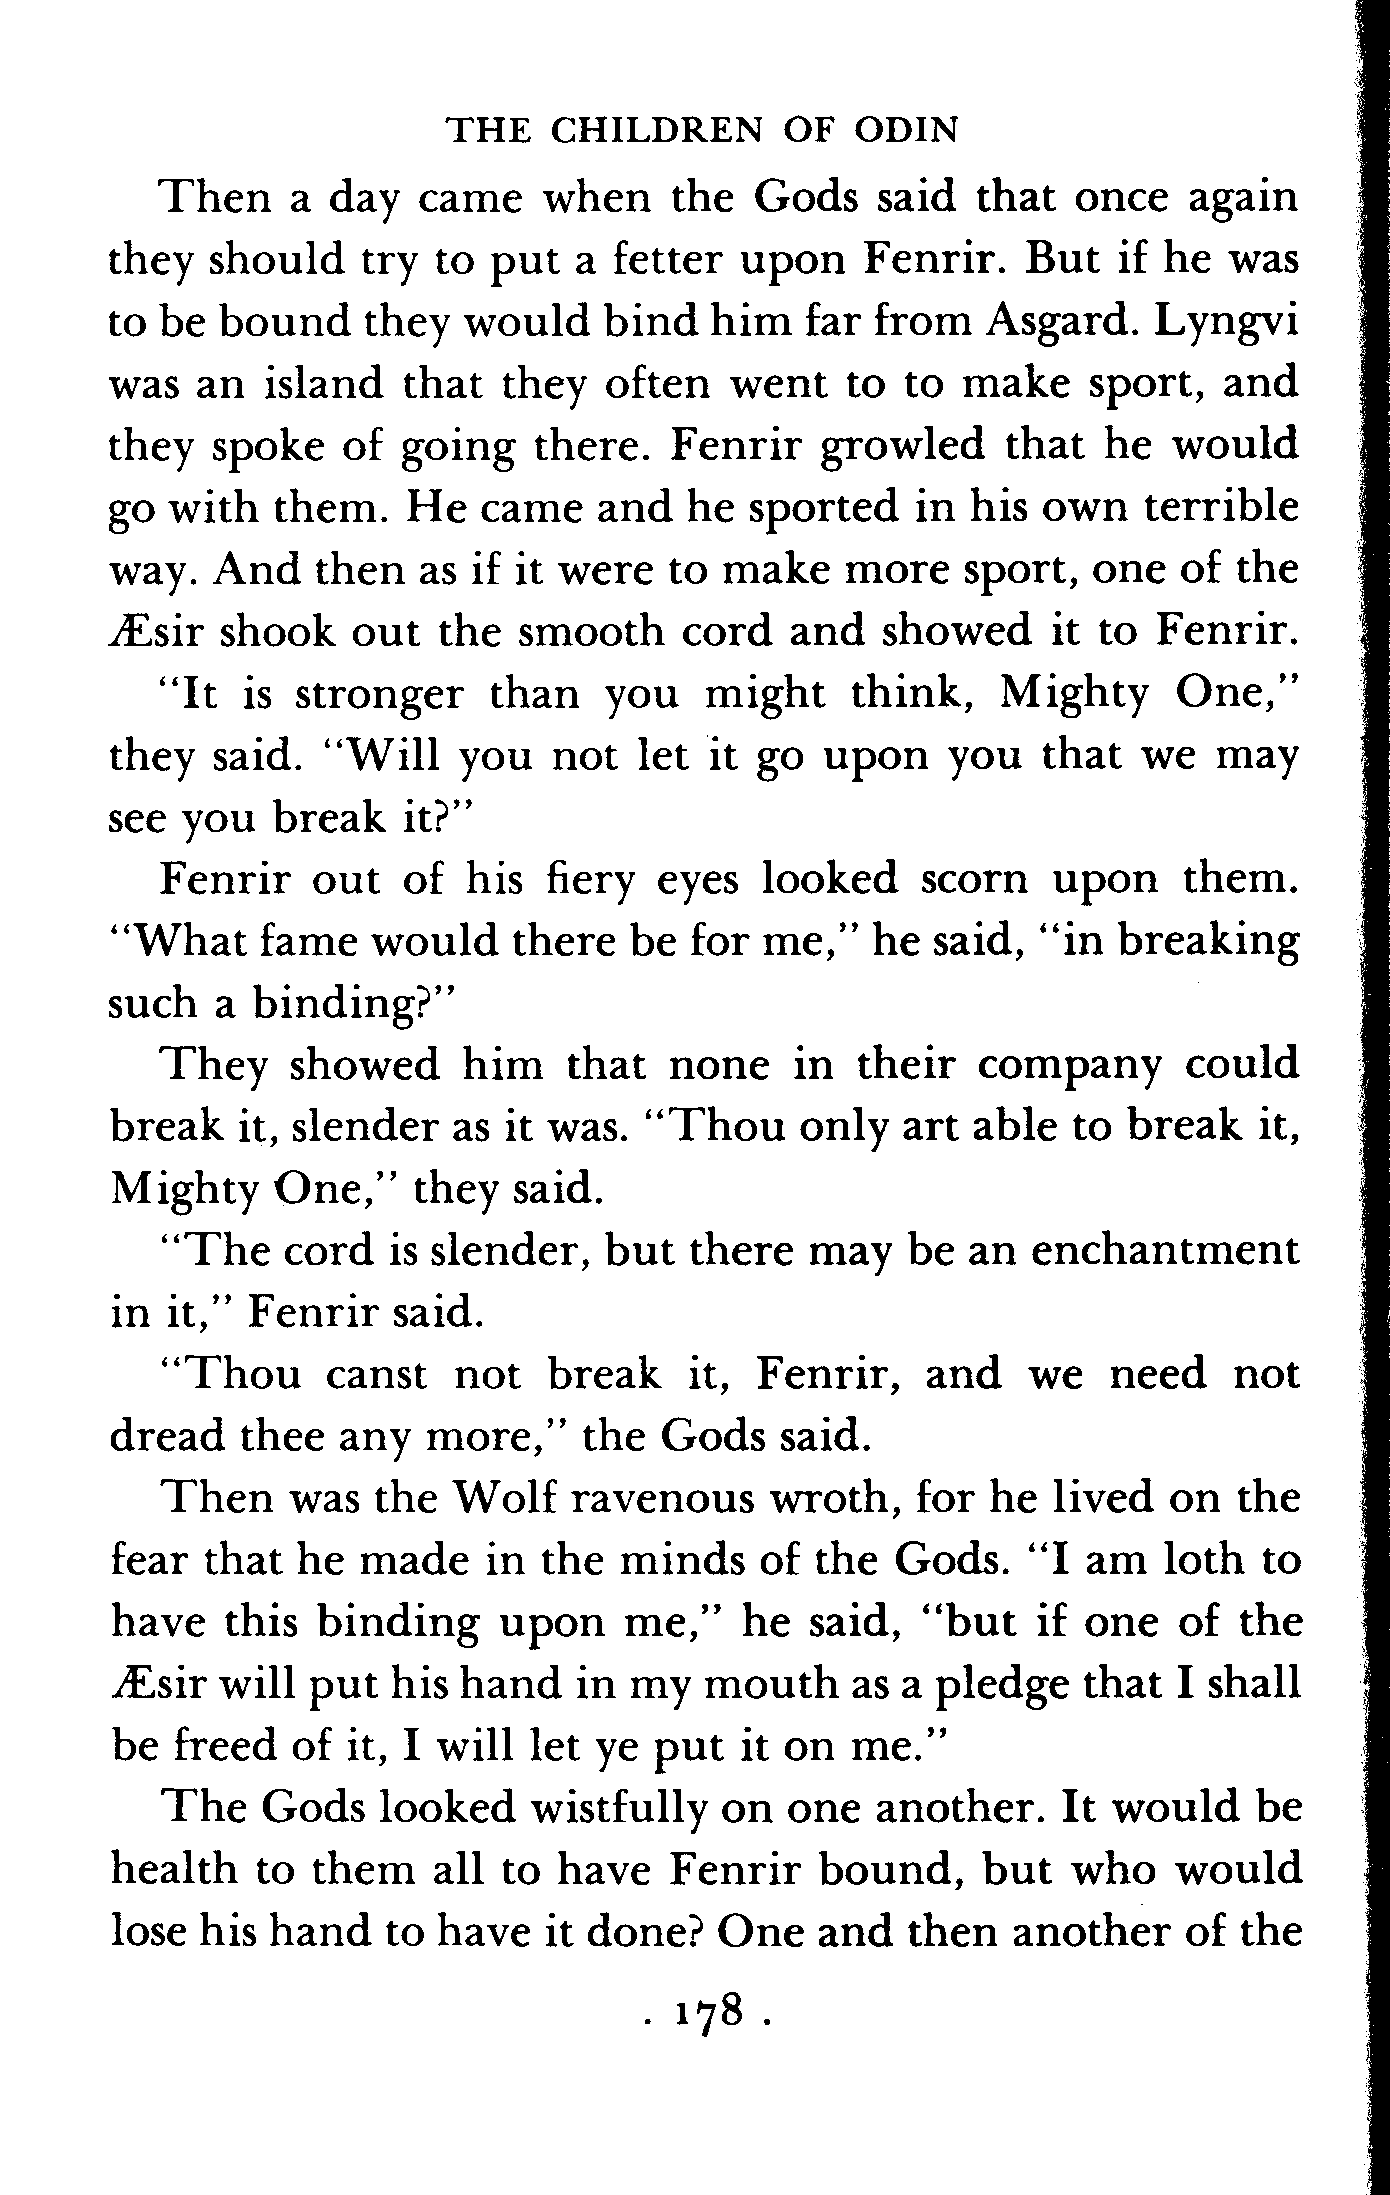 THE CHILDREN OF ODIN
Then a day came when the Gods said that once again
they should try to put a fetter upon Fenrir. But if he was
to be bound they would bind him far from Asgard. Lyngvi
was an island that they often went to to make sport, and
they spoke of going there. Fenrir growled that he would
go with them. He came and he sported in his own terrible
way. And then as if it were to make more sport, one of the
Æsir shook out the smooth cord and showed it to Fenrir.
"It is stronger than you might think, Mighty One,"
they said. "Will you not let it go upon you that we may
see you break it?"
Fenrir out of his fiery eyes looked scorn upon them.
"What fame would there be for me," he said, "in breaking
such a binding?"
They showed him that none in their company could
break it, slender as it was. "Thou only art able to break it,
Mighty One," they said.
"The cord is slender, but there may be an enchantment
in it," Fenrir said.
"Thou canst not break it, Fenrir, and we need not
dread thee any more," the Gods said.
Then was the Wolf ravenous wroth, for he lived on the
fear that he made in the minds of the Gods. "I am loth to
have this binding upon me," he said, "but if one of the
Æsir will put his hand in my mouth as a pledge that I shall
be freed of it, I will let ye put it on me."
The Gods looked wistfully on one another. It would be
health to them all to have Fenrir bound, but who would
lose his hand to have it done? One and then another of the
. 178 .